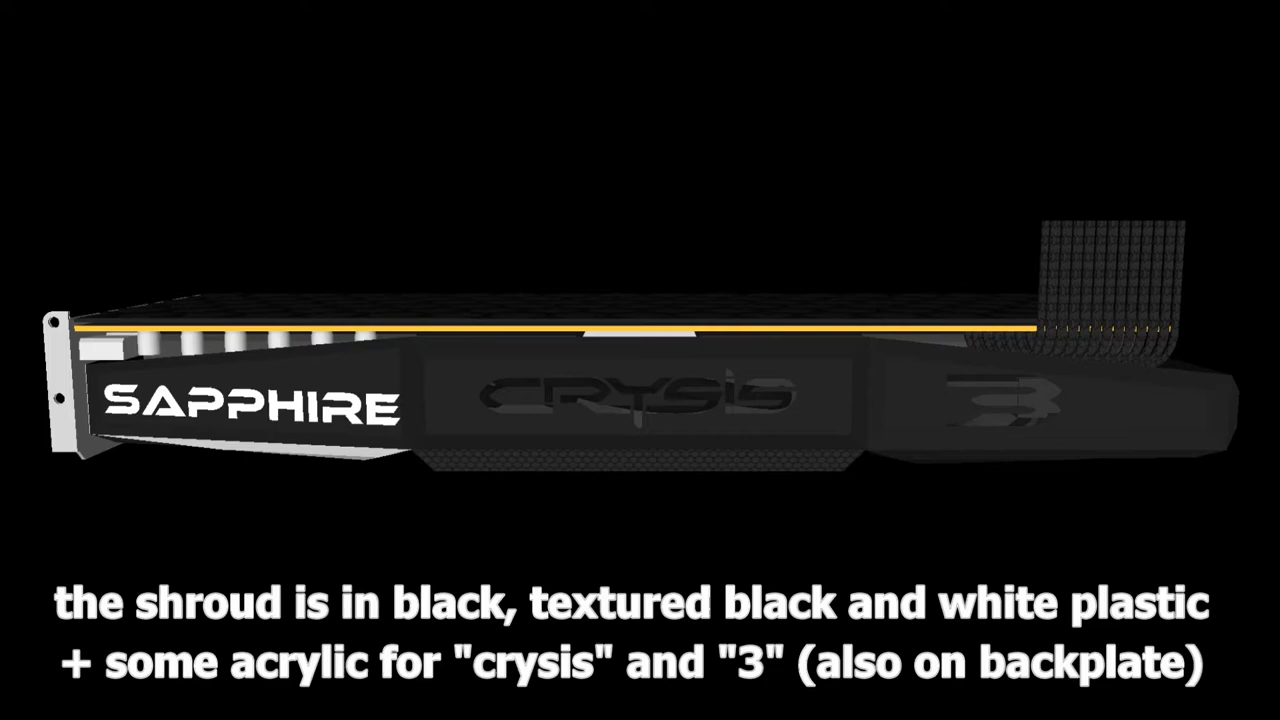 SAPPHIRE
CRYSIS
3
the shroud is in black, textured black and white plastic
+ some acrylic for "crysis" and "3" (also on backplate)